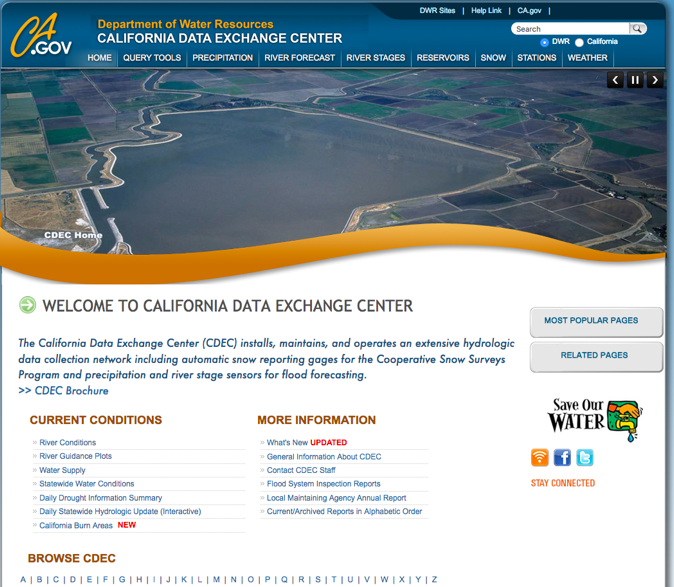 DWR Sites | Help Link | CA.gov |
CA
.GOV
Department of Water Resources
CALIFORNIA DATA EXCHANGE CENTER
Search
DWR California
HOME QUERY TOOLS PRECIPITATION RIVER FORECAST RIVER STAGES RESERVOIRS SNOW STATIONS WEATHER
CDEC Home
WELCOME TO CALIFORNIA DATA EXCHANGE CENTER
The California Data Exchange Center (CDEC) installs, maintains, and operates an extensive hydrologic
data collection network including automatic snow reporting gages for the Cooperative Snow Surveys
Program and precipitation and river stage sensors for flood forecasting.
>> CDEC Brochure
CURRENT CONDITIONS
» River Conditions
» River Guidance Plots
» Water Supply
» Statewide Water Conditions
» Daily Drought Information Summary
» Daily Statewide Hydrologic Update (Interactive)
» California Burn Areas NEW
MORE INFORMATION
» What's New UPDATED
» General Information About CDEC
» Contact CDEC Staff
» Flood System Inspection Reports
» Local Maintaining Agency Annual Report
» Current/Archived Reports in Alphabetic Order
MOST POPULAR PAGES
RELATED PAGES
Save Our
WATER
STAY CONNECTED
BROWSE CDEC
A | B | C | D | E | F | G | H | I | J | K | L | M | N | O | P | Q | R | S | T | U | V | W | X | Y | Z